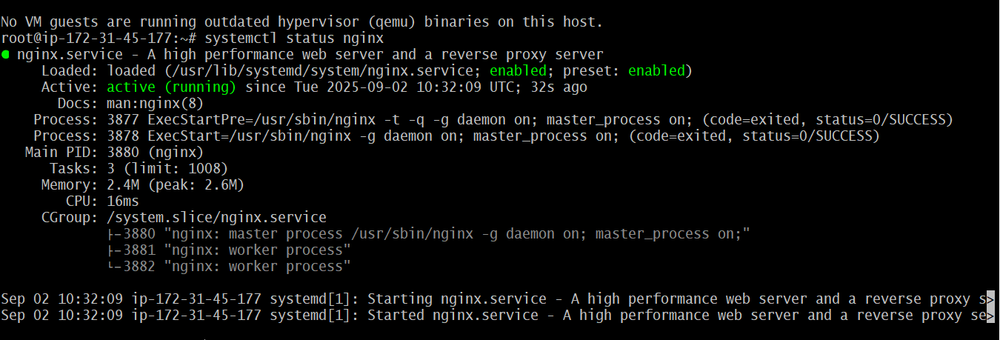 No VM guests are running outdated hypervisor (qemu) binaries on this host.
root@ip-172-31-45-177:~# systemctl status nginx
● nginx.service - A high performance web server and a reverse proxy server
     Loaded: loaded (/usr/lib/systemd/system/nginx.service; enabled; preset: enabled)
     Active: active (running) since Tue 2025-09-02 10:32:09 UTC; 32s ago
       Docs: man:nginx(8)
    Process: 3877 ExecStartPre=/usr/sbin/nginx -t -q -g daemon on; master_process on; (code=exited, status=0/SUCCESS)
    Process: 3878 ExecStart=/usr/sbin/nginx -g daemon on; master_process on; (code=exited, status=0/SUCCESS)
   Main PID: 3880 (nginx)
      Tasks: 3 (limit: 1008)
     Memory: 2.4M (peak: 2.6M)
        CPU: 16ms
     CGroup: /system.slice/nginx.service
             ├─3880 "nginx: master process /usr/sbin/nginx -g daemon on; master_process on;"
             ├─3881 "nginx: worker process"
             └─3882 "nginx: worker process"
Sep 02 10:32:09 ip-172-31-45-177 systemd[1]: Starting nginx.service - A high performance web server and a reverse proxy s>
Sep 02 10:32:09 ip-172-31-45-177 systemd[1]: Started nginx.service - A high performance web server and a reverse proxy se>